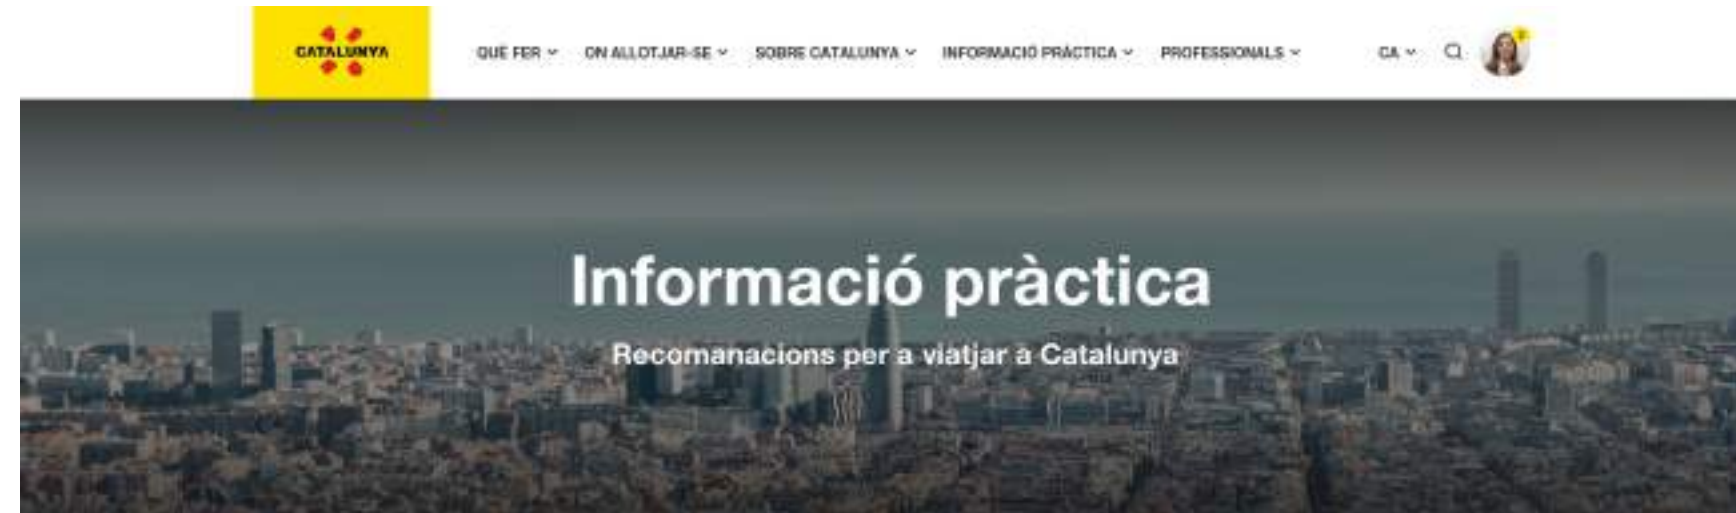 CATALUNYA
QUÈ FER
ON ALLOTJAR-SE
SOBRE CATALUNYA
INFORMACIÓ PRÀCTICA
PROFESSIONALS
CA
Informació pràctica
Recomanacions per a viatjar a Catalunya